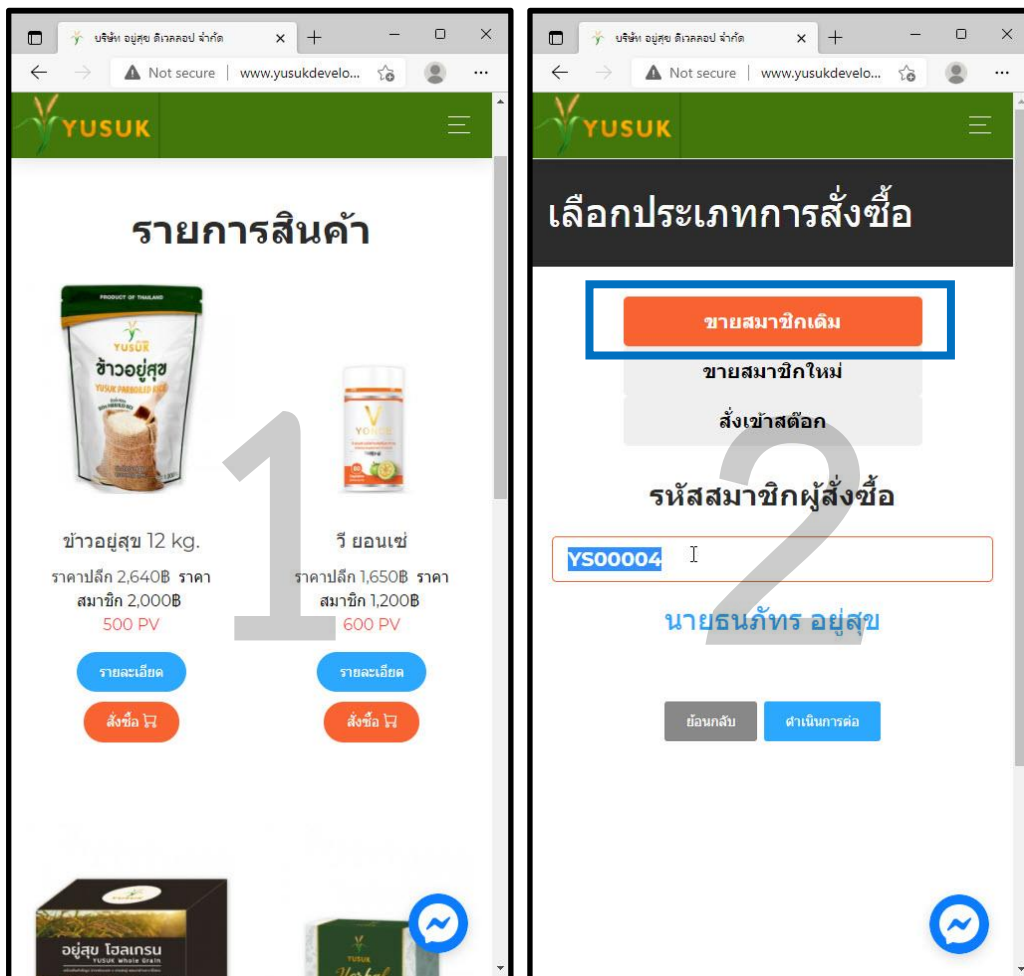 บริษัท อยู่สุข ดีเวลลอป จำกัด
Not secure
www.yusukdevelo...
YUSUK
รายการสินค้า
PRODUCT OF THAILAND
YUSUK
ข้าวอยู่สุข
YUSUK PARBOILED RICE
ข้าวอยู่สุข 12 kg.
ราคาปลีก 2,640฿ ราคา
สมาชิก 2,000฿
500 PV
รายละเอียด
สั่งซื้อ
วี ยอนเซ่
ราคาปลีก 1,650฿ ราคา
สมาชิก 1,200฿
600 PV
รายละเอียด
สั่งซื้อ
YUSUK
อยู่สุข โฮลเกรน
YUSUK Whole Grain
YUSUK
Herbal
1
บริษัท อยู่สุข ดีเวลลอป จำกัด
Not secure
www.yusukdevelo...
YUSUK
เลือกประเภทการสั่งซื้อ
ขายสมาชิกเดิม
ขายสมาชิกใหม่
สั่งเข้าสต๊อก
รหัสสมาชิกผู้สั่งซื้อ
YS00004
นายธนภัทร อยู่สุข
ย้อนกลับ
ดำเนินการต่อ
2